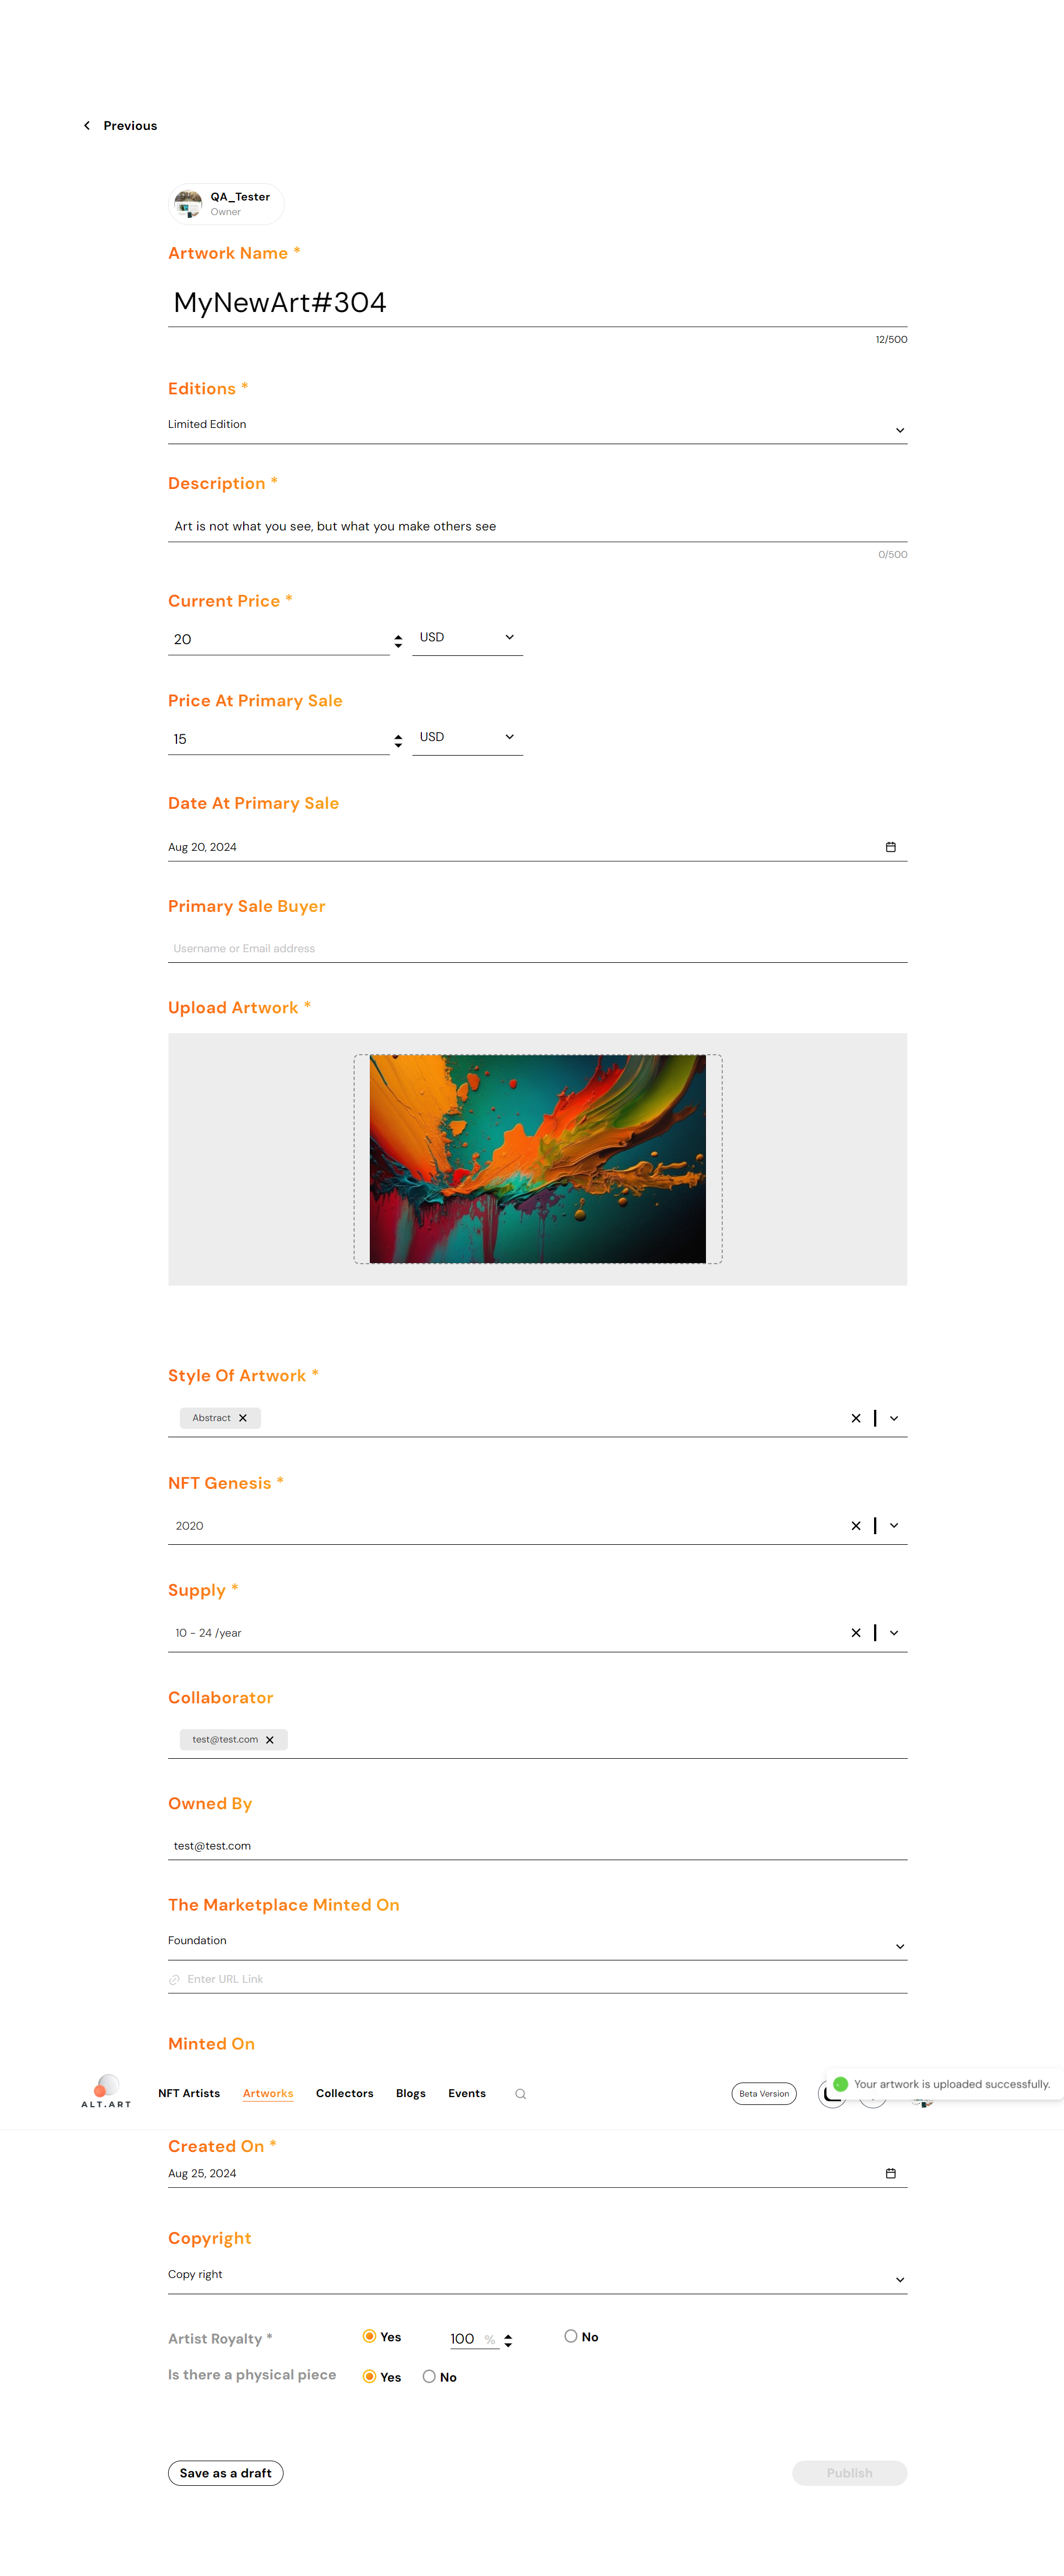 Previous
QA_Tester
Owner
Artwork Name *
MyNewArt#304
12/500
Editions *
Limited Edition
Description *
Art is not what you see, but what you make others see
0/500
Current Price *
20 USD
Price At Primary Sale
15 USD
Date At Primary Sale
Aug 20, 2024
Primary Sale Buyer
Username or Email address
Upload Artwork *
Style Of Artwork *
Abstract
NFT Genesis *
2020
Supply *
10 - 24 /year
Collaborator
test@test.com
Owned By
test@test.com
The Marketplace Minted On
Foundation
Enter URL Link
Minted On
ALT.ART NFT Artists Artworks Collectors Blogs Events Beta Version Your artwork is uploaded successfully.
Created On *
Aug 25, 2024
Copyright
Copy right
Artist Royalty * Yes 100 % No
Is there a physical piece Yes No
Save as a draft Publish